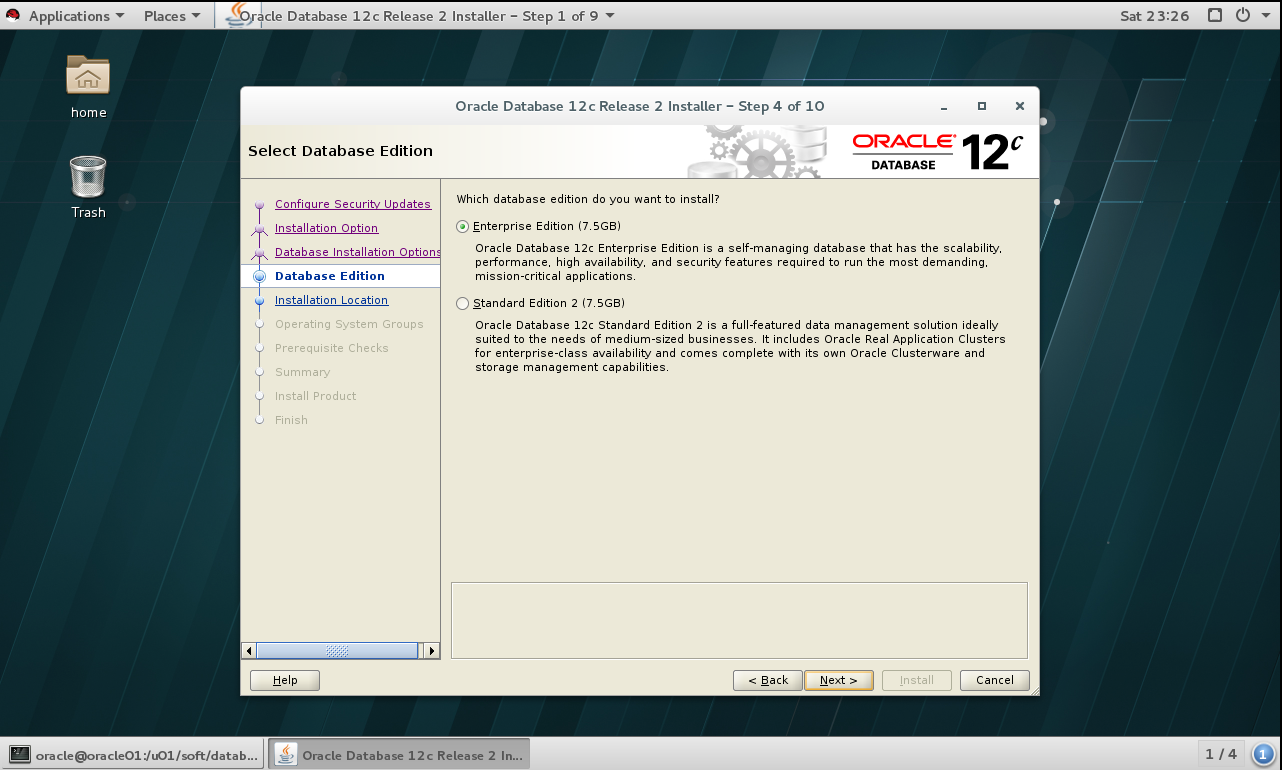 Applications Places Oracle Database 12c Release 2 Installer – Step 1 of 9 Sat 23:26
home
Trash
Oracle Database 12c Release 2 Installer – Step 4 of 10
Select Database Edition
ORACLE®
DATABASE
12c
Configure Security Updates
Installation Option
Database Installation Options
Database Edition
Installation Location
Operating System Groups
Prerequisite Checks
Summary
Install Product
Finish
Which database edition do you want to install?
Enterprise Edition (7.5GB)
Oracle Database 12c Enterprise Edition is a self-managing database that has the scalability,
performance, high availability, and security features required to run the most demanding,
mission-critical applications.
Standard Edition 2 (7.5GB)
Oracle Database 12c Standard Edition 2 is a full-featured data management solution ideally
suited to the needs of medium-sized businesses. It includes Oracle Real Application Clusters
for enterprise-class availability and comes complete with its own Oracle Clusterware and
storage management capabilities.
Help < Back Next > Install Cancel
oracle@oracle01:/u01/soft/datab... Oracle Database 12c Release 2 In... 1 / 4 1